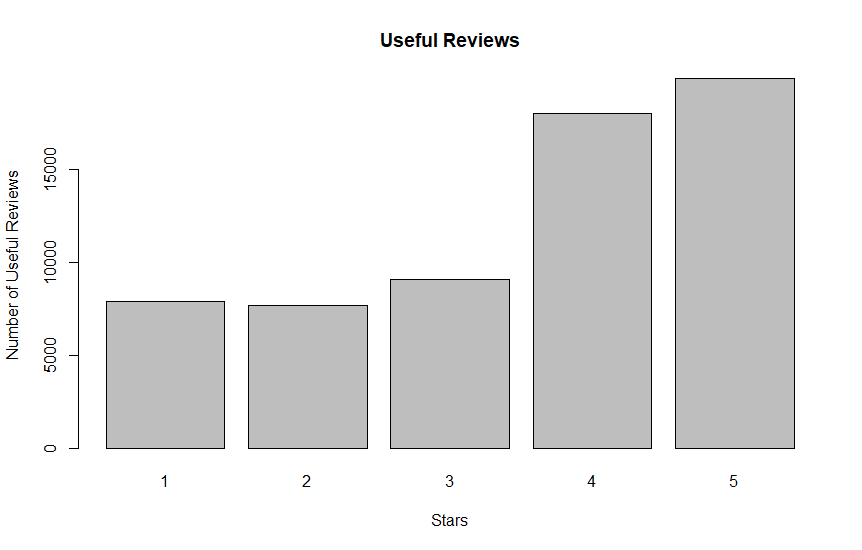 Useful Reviews
Number of Useful Reviews
15000
10000
5000
0
1 2 3 4 5
Stars